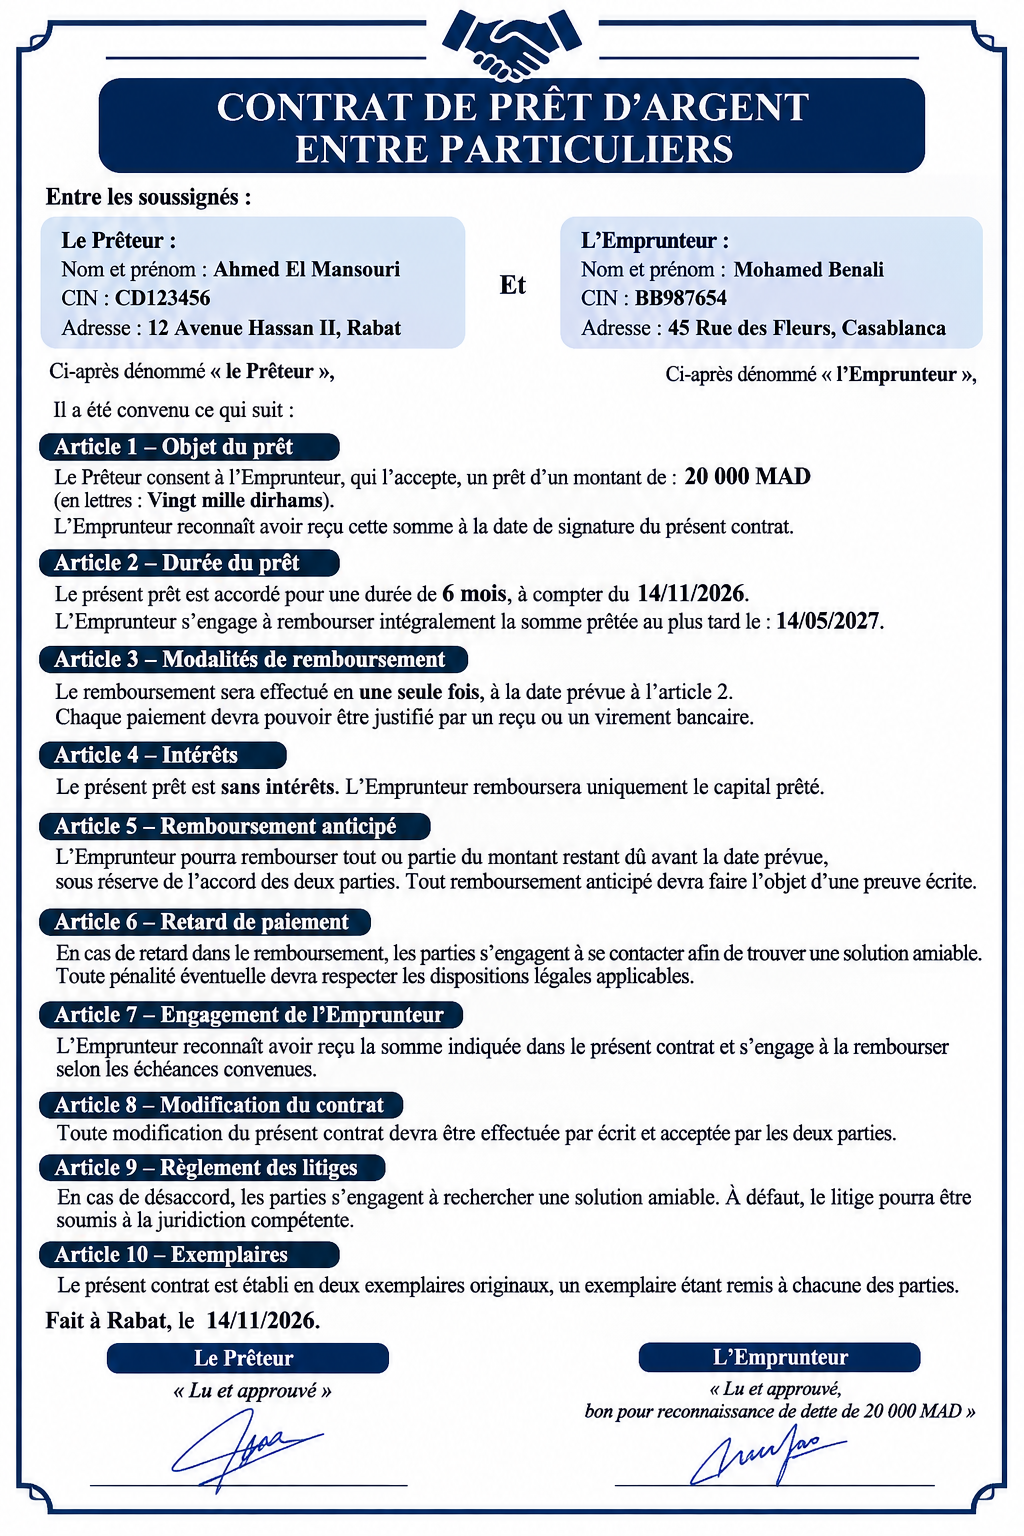 CONTRAT DE PRÊT D’ARGENT
ENTRE PARTICULIERS
Entre les soussignés :
Le Prêteur :
Nom et prénom : Ahmed El Mansouri
CIN : CD123456
Adresse : 12 Avenue Hassan II, Rabat
Et
L’Emprunteur :
Nom et prénom : Mohamed Benali
CIN : BB987654
Adresse : 45 Rue des Fleurs, Casablanca
Ci-après dénommé « le Prêteur »,
Ci-après dénommé « l’Emprunteur »,
Il a été convenu ce qui suit :
Article 1 – Objet du prêt
Le Prêteur consent à l’Emprunteur, qui l’accepte, un prêt d’un montant de : 20 000 MAD
(en lettres : Vingt mille dirhams).
L’Emprunteur reconnaît avoir reçu cette somme à la date de signature du présent contrat.
Article 2 – Durée du prêt
Le présent prêt est accordé pour une durée de 6 mois, à compter du 14/11/2026.
L’Emprunteur s’engage à rembourser intégralement la somme prêtée au plus tard le : 14/05/2027.
Article 3 – Modalités de remboursement
Le remboursement sera effectué en une seule fois, à la date prévue à l’article 2.
Chaque paiement devra pouvoir être justifié par un reçu ou un virement bancaire.
Article 4 – Intérêts
Le présent prêt est sans intérêts. L’Emprunteur remboursera uniquement le capital prêté.
Article 5 – Remboursement anticipé
L’Emprunteur pourra rembourser tout ou partie du montant restant dû avant la date prévue,
sous réserve de l’accord des deux parties. Tout remboursement anticipé devra faire l’objet d’une preuve écrite.
Article 6 – Retard de paiement
En cas de retard dans le remboursement, les parties s’engagent à se contacter afin de trouver une solution amiable.
Toute pénalité éventuelle devra respecter les dispositions légales applicables.
Article 7 – Engagement de l’Emprunteur
L’Emprunteur reconnaît avoir reçu la somme indiquée dans le présent contrat et s’engage à la rembourser
selon les échéances convenues.
Article 8 – Modification du contrat
Toute modification du présent contrat devra être effectuée par écrit et acceptée par les deux parties.
Article 9 – Règlement des litiges
En cas de désaccord, les parties s’engagent à rechercher une solution amiable. À défaut, le litige pourra être
soumis à la juridiction compétente.
Article 10 – Exemplaires
Le présent contrat est établi en deux exemplaires originaux, un exemplaire étant remis à chacune des parties.
Fait à Rabat, le 14/11/2026.
Le Prêteur
« Lu et approuvé »
L’Emprunteur
« Lu et approuvé,
bon pour reconnaissance de dette de 20 000 MAD »